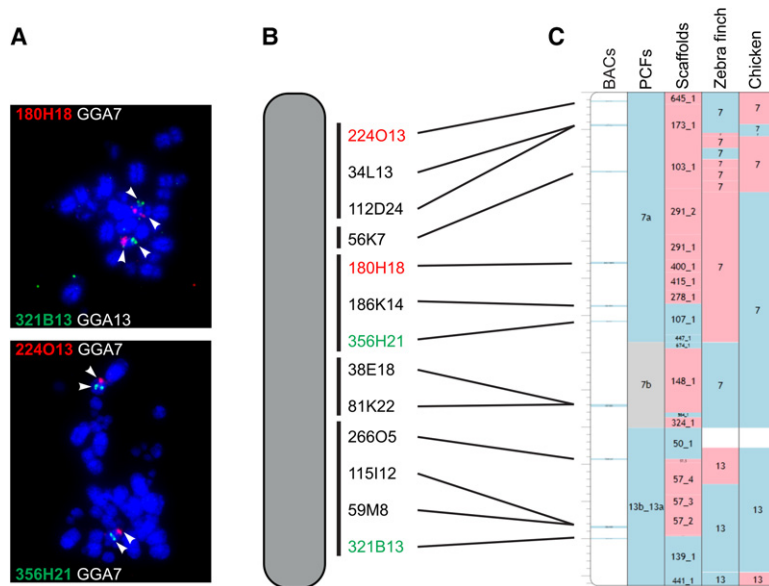 A
B
C
BACs
PCFs
Scaffolds
Zebra finch
Chicken
180H18 GGA7
321B13 GGA13
224O13 GGA7
356H21 GGA7
224O13
34L13
112D24
56K7
180H18
186K14
356H21
38E18
81K22
266O5
115I12
59M8
321B13
7a
7b
13b_13a
645_1
173_1
103_1
291_2
291_1
400_1
415_1
278_1
107_1
447_1
148_1
324_1
50_1
57_4
57_3
57_2
139_1
441_1
7
7
7
7
7
7
7
7
13
13
13
7
7
7
7
13
13